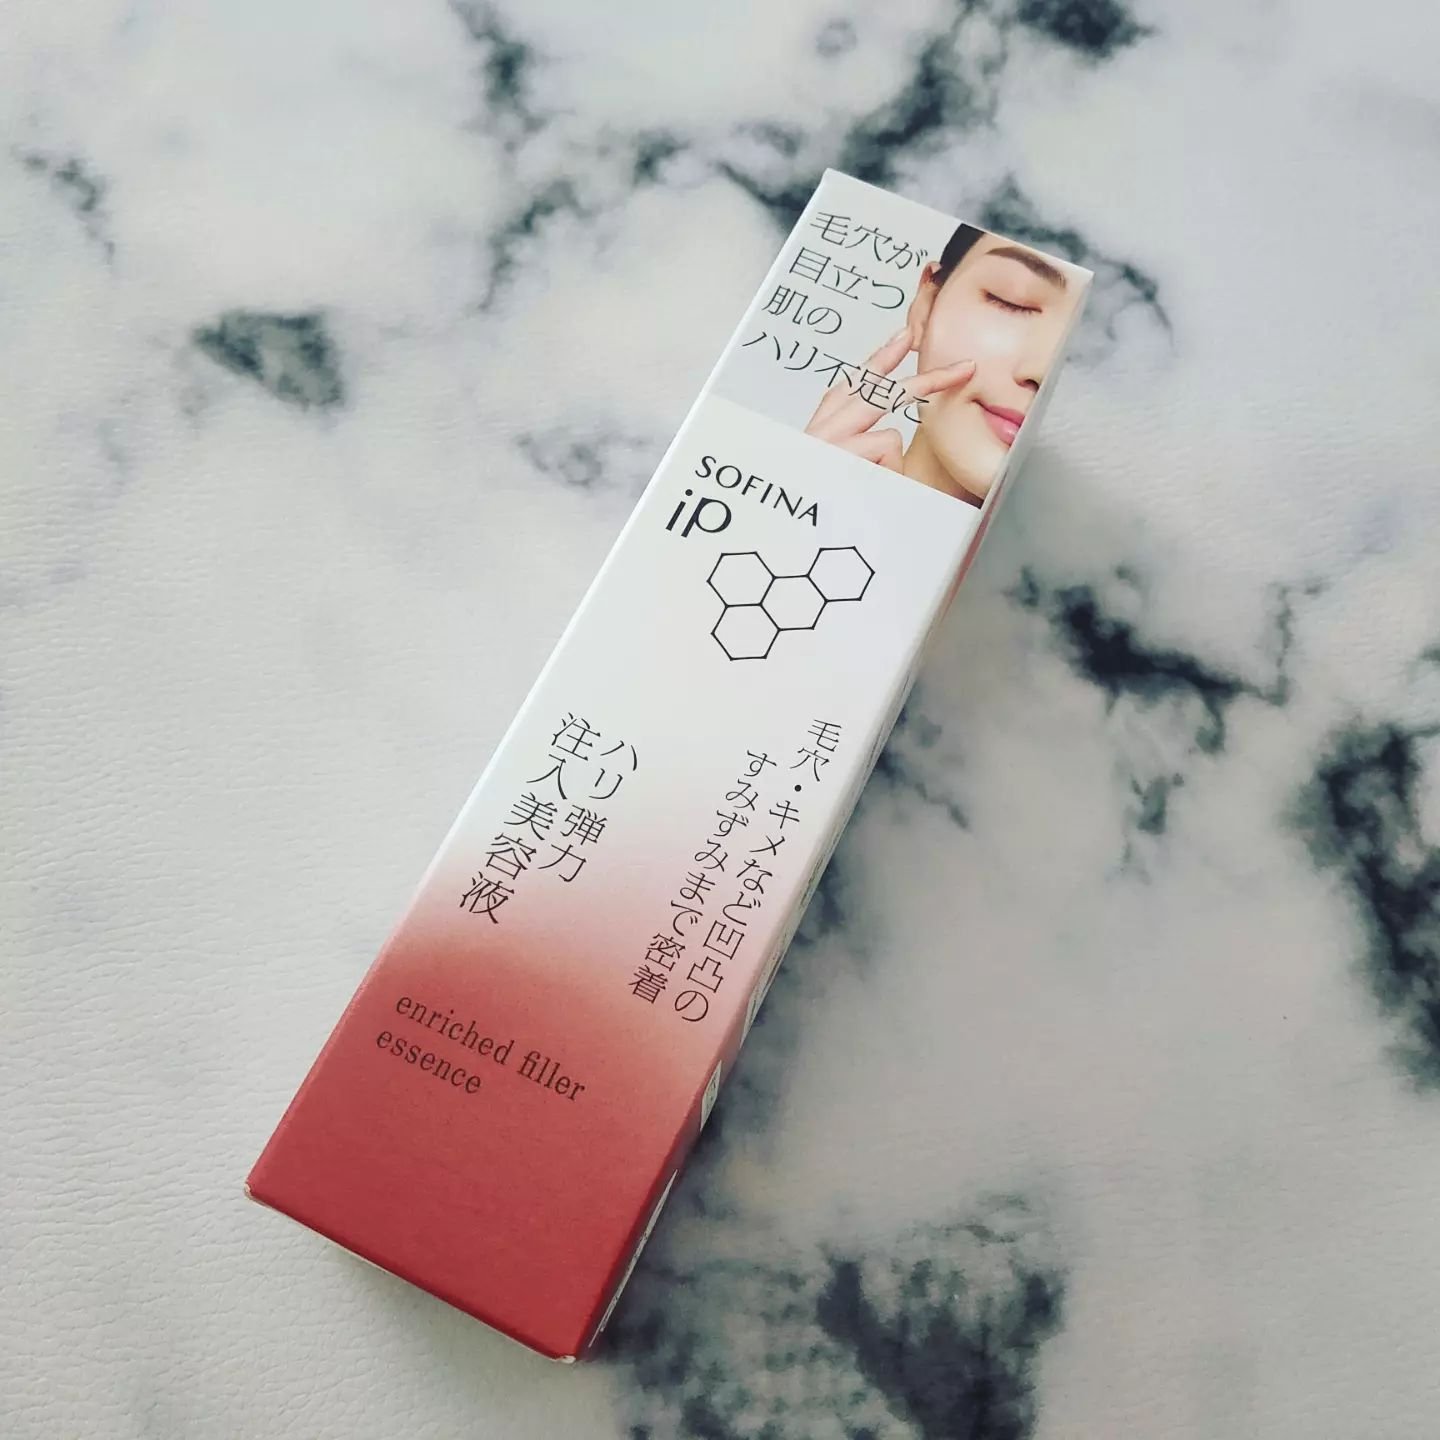 毛穴が
目立つ
肌の
ハリ不足に
SOFINA
ip
毛穴・キメなど凹凸の
すみずみまで密着
ハリ弾力
注入美容液
enriched filler
essence